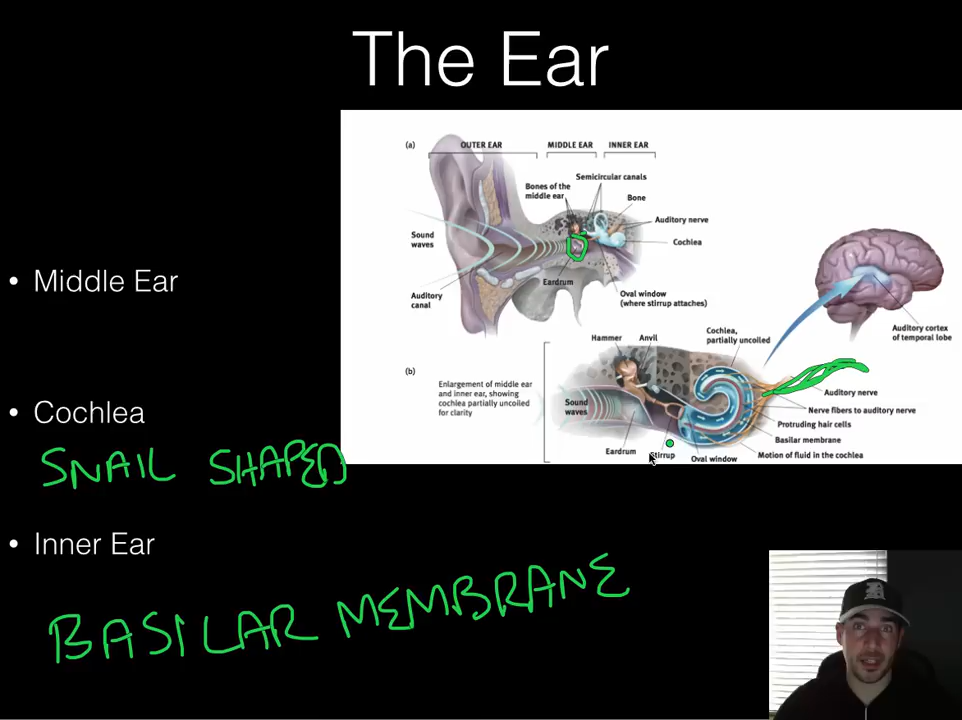 The Ear
(a)
OUTER EAR
MIDDLE EAR
INNER EAR
Semicircular canals
Bones of the
middle ear
Bone
Auditory nerve
Sound
waves
Cochlea
Eardrum
Auditory
canal
Oval window
(where stirrup attaches)
Auditory cortex
of temporal lobe
• Middle Ear
Hammer
Anvil
Cochlea,
partially uncoiled
(b)
Enlargement of middle ear
and inner ear, showing
cochlea partially uncoiled
for clarity
Sound
waves
Auditory nerve
Nerve fibers to auditory nerve
Protruding hair cells
Basilar membrane
Motion of fluid in the cochlea
Eardrum
Stirrup
Oval window
• Cochlea
SNAIL SHAPED
• Inner Ear
BASILAR MEMBRANE